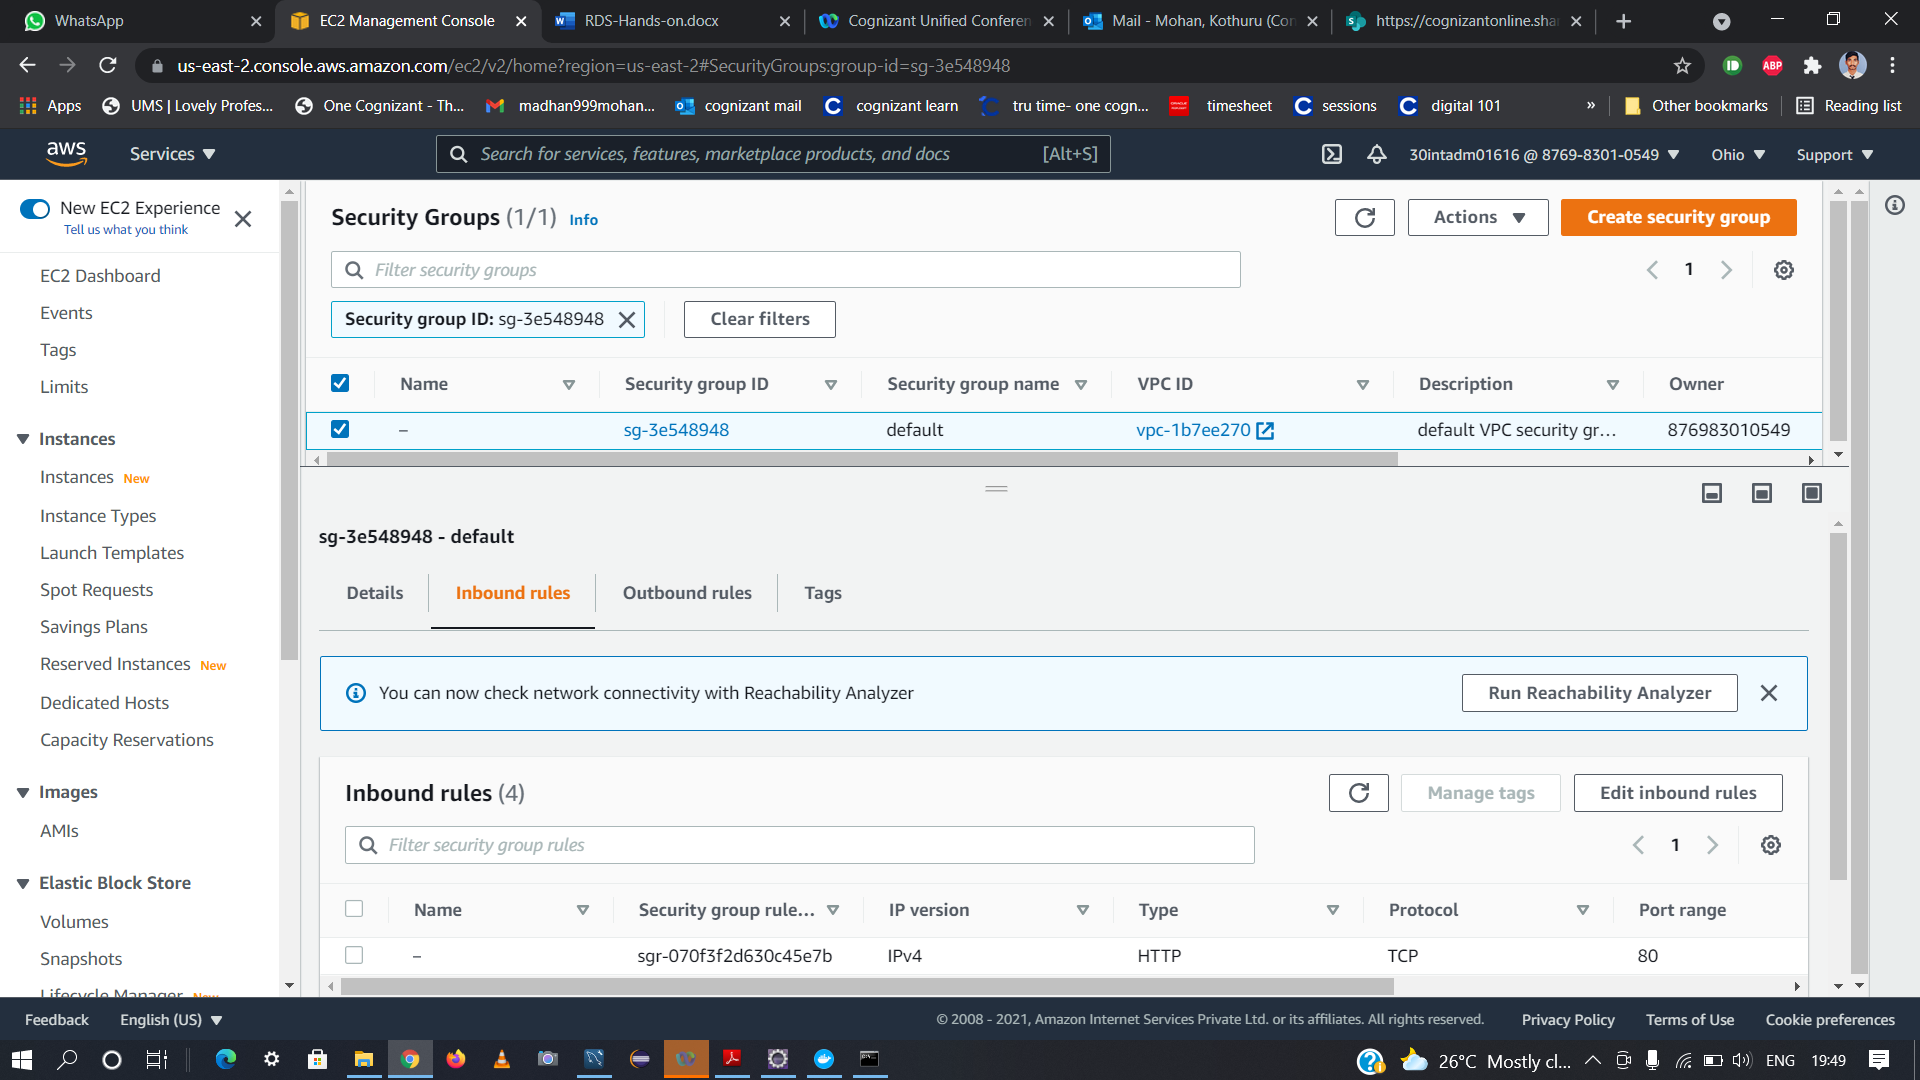 WhatsApp
EC2 Management Console
RDS-Hands-on.docx
Cognizant Unified Conferen
Mail - Mohan, Kothuru (Con
https://cognizantonline.sha
us-east-2.console.aws.amazon.com/ec2/v2/home?region=us-east-2#SecurityGroups:group-id=sg-3e548948
ABP
Apps
UMS | Lovely Profes...
One Cognizant - Th...
madhan999mohan...
cognizant mail
cognizant learn
tru time- one cogn...
timesheet
sessions
digital 101
»
Other bookmarks
Reading list
aws
Services
Search for services, features, marketplace products, and docs
[Alt+S]
30intadm01616 @ 8769-8301-0549
Ohio
Support
New EC2 Experience
Tell us what you think
EC2 Dashboard
Events
Tags
Limits
Instances
Instances New
Instance Types
Launch Templates
Spot Requests
Savings Plans
Reserved Instances New
Dedicated Hosts
Capacity Reservations
Images
AMIs
Elastic Block Store
Volumes
Snapshots
Lifecycle Manager New
Security Groups (1/1) Info
Actions
Create security group
Filter security groups
1
Security group ID: sg-3e548948
Clear filters
Name Security group ID Security group name VPC ID Description Owner
– sg-3e548948 default vpc-1b7ee270 default VPC security gr... 876983010549
sg-3e548948 - default
Details Inbound rules Outbound rules Tags
You can now check network connectivity with Reachability Analyzer
Run Reachability Analyzer
Inbound rules (4)
Manage tags
Edit inbound rules
Filter security group rules
1
Name Security group rule... IP version Type Protocol Port range
– sgr-070f3f2d630c45e7b IPv4 HTTP TCP 80
Feedback English (US)
© 2008 - 2021, Amazon Internet Services Private Ltd. or its affiliates. All rights reserved.
Privacy Policy Terms of Use Cookie preferences
26°C Mostly cl...
ENG
19:49